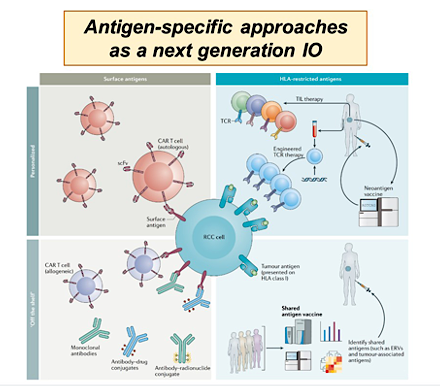 Antigen-specific approaches
as a next generation IO
Surface antigens
HLA-restricted antigens
Personalized
CAR T cell
(autologous)
scFv
Surface
antigen
TIL therapy
TCR
Engineered
TCR therapy
Neoantigen
vaccine
RCC cell
Tumour antigen
(presented on
HLA class I)
'Off the shelf'
CAR T cell
(allogeneic)
Monoclonal
antibodies
Antibody-drug
conjugates
Antibody-radionuclide
conjugate
Shared
antigen vaccine
Identify shared
antigens (such as ERVs
and tumour-associated
antigens)